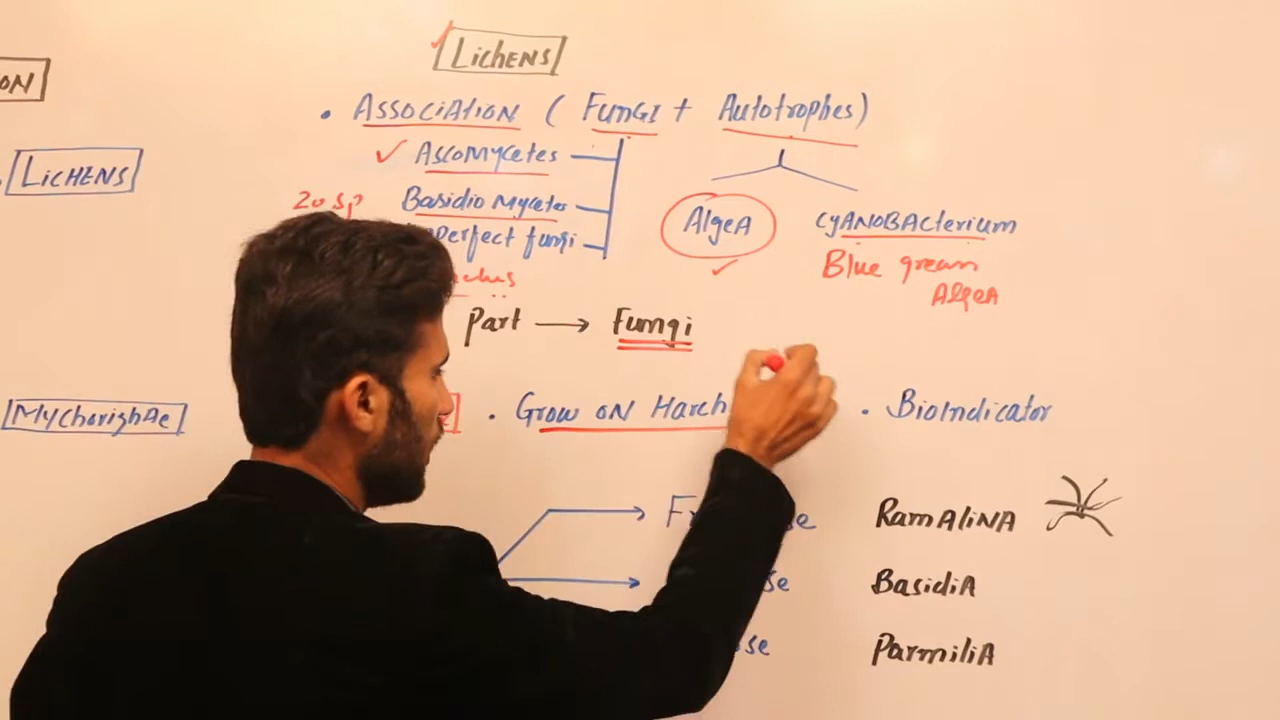 LicHENS
ON
• ASSOCiAtiON ( FUNGI + Autotrophes)
LicHENS
✓ AscoMycetes
20 sp
Basidio Mycetes
AlgeA
cyANOBActerium
perfect fungi
Blue green
AlgeA
Part → Fungi
MychorizhAe
• Grow ON Harch
• BioIndicator
RamAliNA
BasidiA
ParmiliA